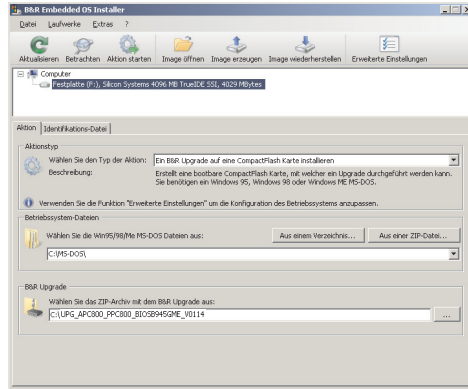 B&R Embedded OS Installer
Datei Laufwerke Extras ?
Aktualisieren Betrachten Aktion starten Image öffnen Image erzeugen Image wiederherstellen Erweiterte Einstellungen
Computer
Festplatte (F:), Silicon Systems 4096 MB TrueIDE SSI, 4029 MBytes
Aktion Identifikations-Datei
Aktionstyp
Wählen Sie den Typ der Aktion: Ein B&R Upgrade auf eine CompactFlash Karte installieren
Beschreibung: Erstellt eine bootbare CompactFlash Karte, mit welcher ein Upgrade durchgeführt werden kann.
Sie benötigen ein Windows 95, Windows 98 oder Windows ME MS-DOS.
Verwenden Sie die Funktion "Erweiterte Einstellungen" um die Konfiguration des Betriebssystems anzupassen.
Betriebssystem-Dateien
Wählen Sie die Win95/98/Me MS-DOS Dateien aus: Aus einem Verzeichnis... Aus einer ZIP-Datei...
C:\MS-DOS\
B&R Upgrade
Wählen Sie das ZIP-Archiv mit dem B&R Upgrade aus:
C:\UPG_APC800_PPC800_BIOSB945GME_V0114 ...